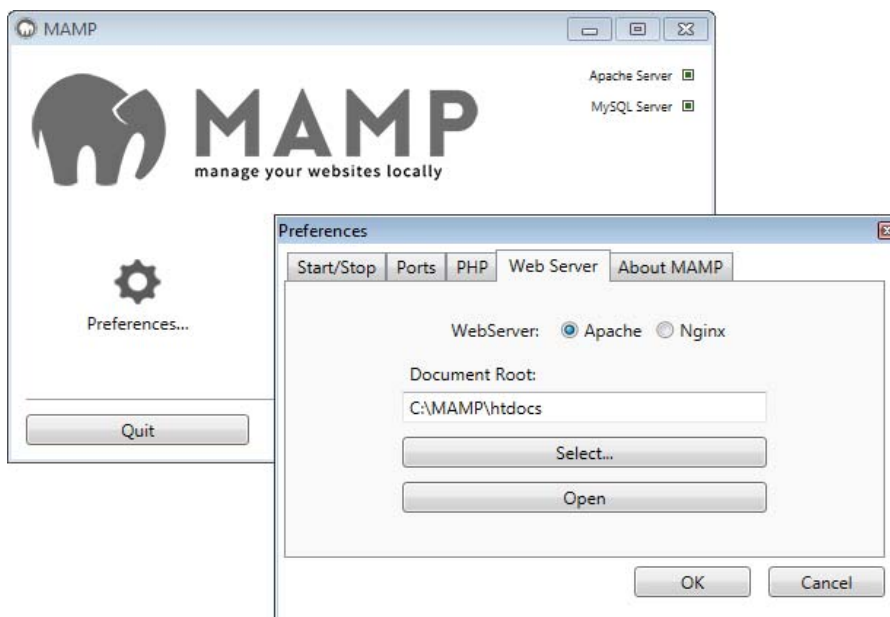 MAMP
Apache Server
MySQL Server
MAMP
manage your websites locally
Preferences...
Quit
Preferences
Start/Stop Ports PHP Web Server About MAMP
WebServer: Apache Nginx
Document Root:
C:\MAMP\htdocs
Select...
Open
OK Cancel